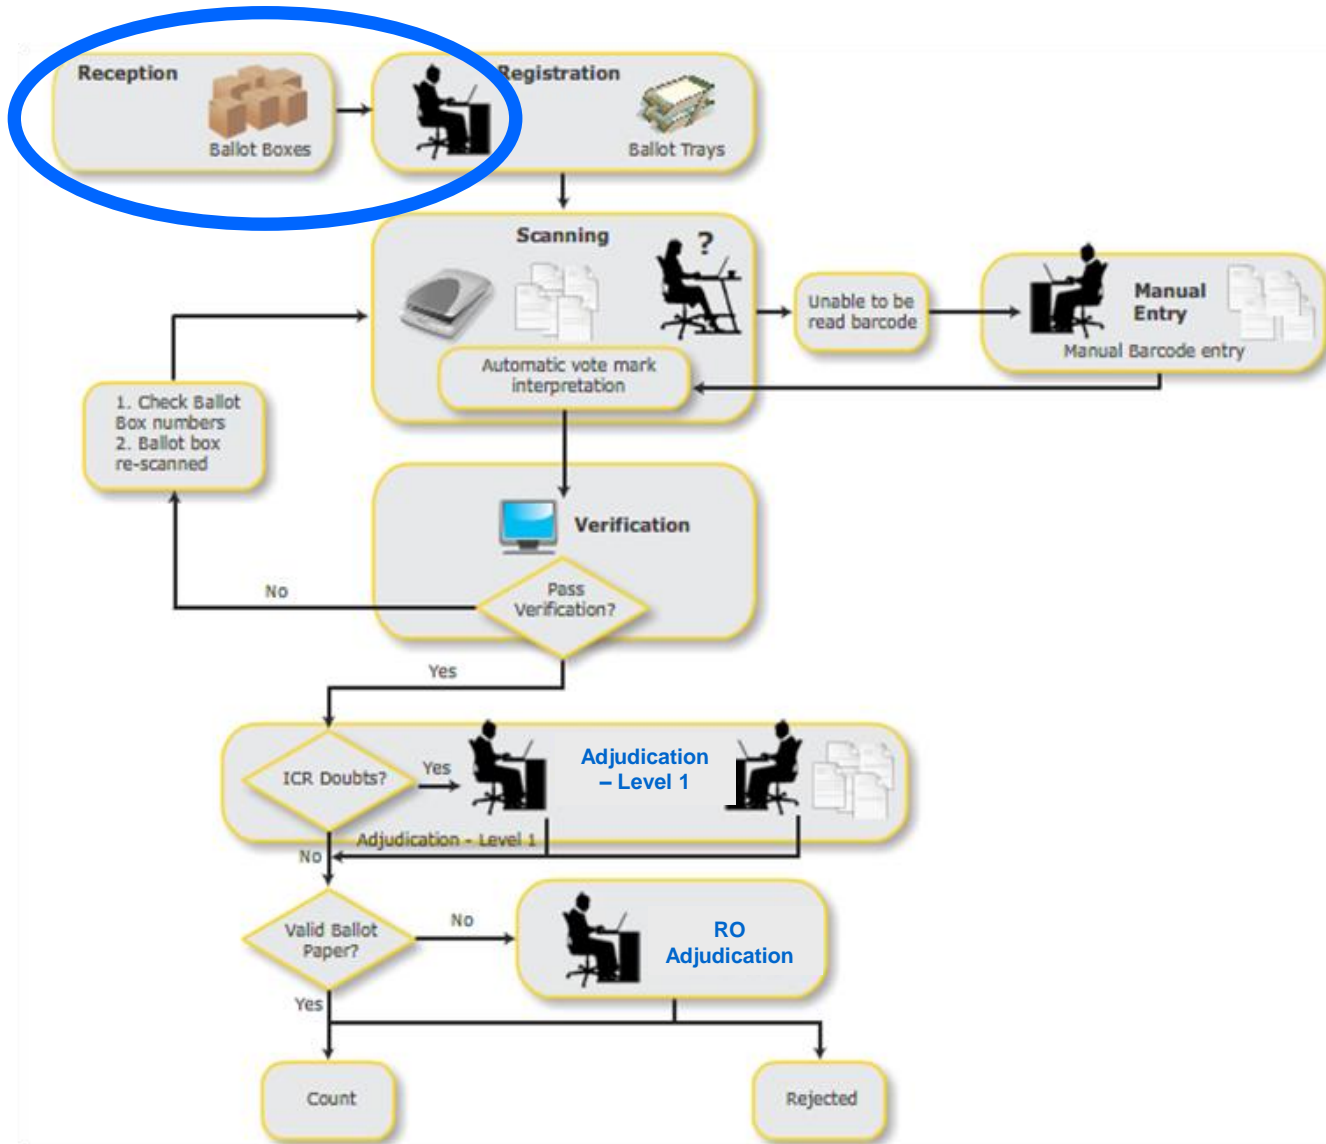 Reception
Ballot Boxes
Registration
Ballot Trays
Scanning
?
Automatic vote mark
interpretation
Unable to be
read barcode
Manual
Entry
Manual Barcode entry
1. Check Ballot
Box numbers
2. Ballot box
re-scanned
Verification
Pass
Verification?
No
Yes
ICR Doubts?
Yes
Adjudication
– Level 1
Adjudication - Level 1
No
Valid Ballot
Paper?
No
RO
Adjudication
Yes
Count
Rejected